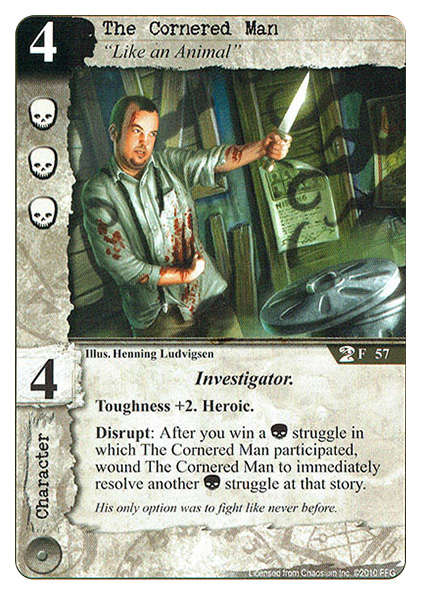 4
The Cornered Man
"Like an Animal"
Illus. Henning Ludvigsen
F 57
4
Character
Investigator.
Toughness +2. Heroic.
Disrupt: After you win a struggle in
which The Cornered Man participated,
wound The Cornered Man to immediately
resolve another struggle at that story.
His only option was to fight like never before.
Licensed from Chaosium Inc. ©2010 FFG